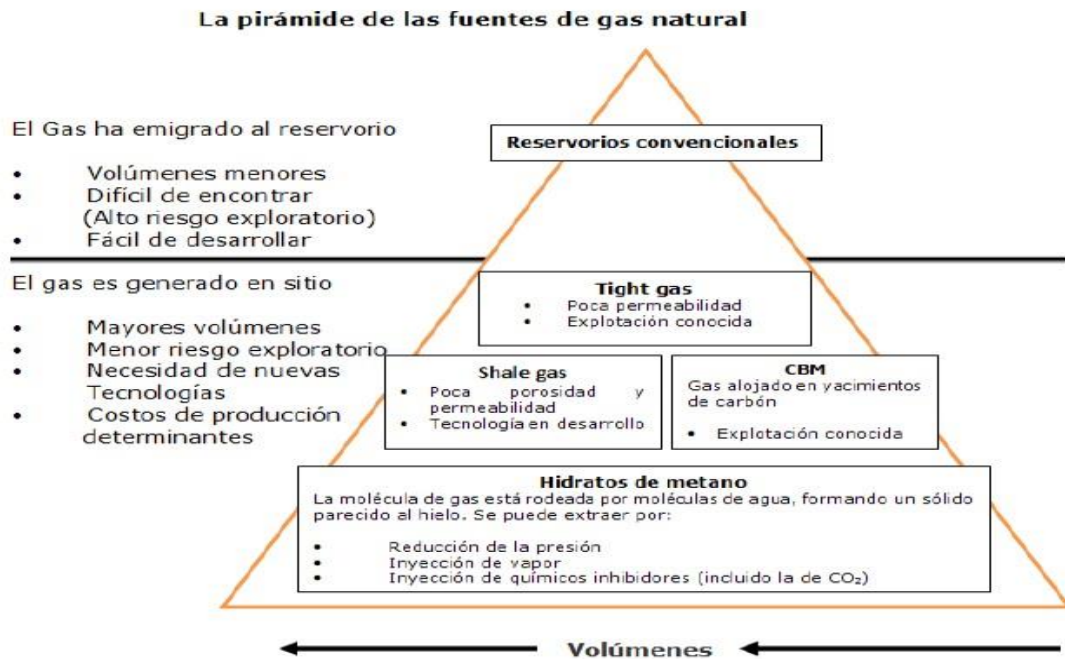 La pirámide de las fuentes de gas natural
El Gas ha emigrado al reservorio
• Volúmenes menores
• Difícil de encontrar
(Alto riesgo exploratorio)
• Fácil de desarrollar
Reservorios convencionales
El gas es generado en sitio
• Mayores volúmenes
• Menor riesgo exploratorio
• Necesidad de nuevas
Tecnologías
• Costos de producción
determinantes
Tight gas
• Poca permeabilidad
• Explotación conocida
Shale gas
• Poca porosidad y
permeabilidad
• Tecnología en desarrollo
CBM
Gas alojado en yacimientos
de carbón
• Explotación conocida
Hidratos de metano
La molécula de gas está rodeada por moléculas de agua, formando un sólido
parecido al hielo. Se puede extraer por:
• Reducción de la presión
• Inyección de vapor
• Inyección de químicos inhibidores (incluido la de CO₂)
Volúmenes